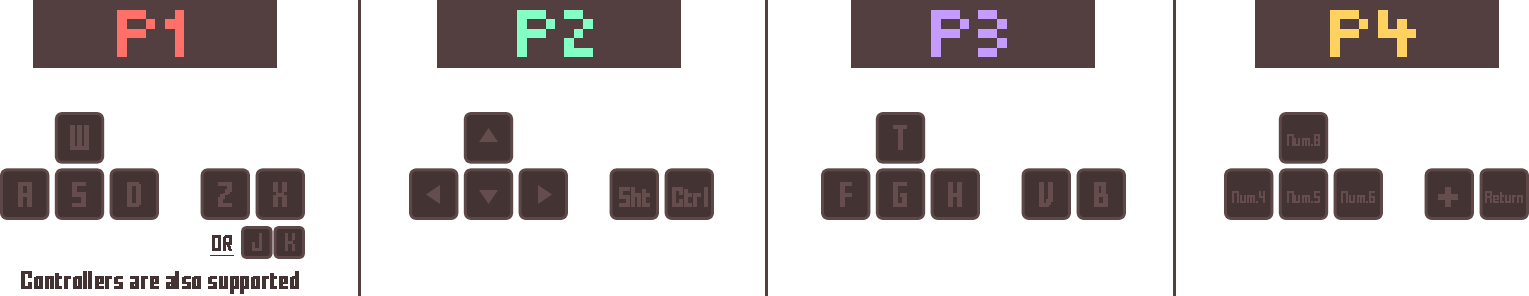 P1
W
A S D Z X
OR J K
Controllers are also supported
P2
Sht Ctrl
P3
T
F G H V B
P4
Num.8
Num.4 Num.5 Num.6 + Return